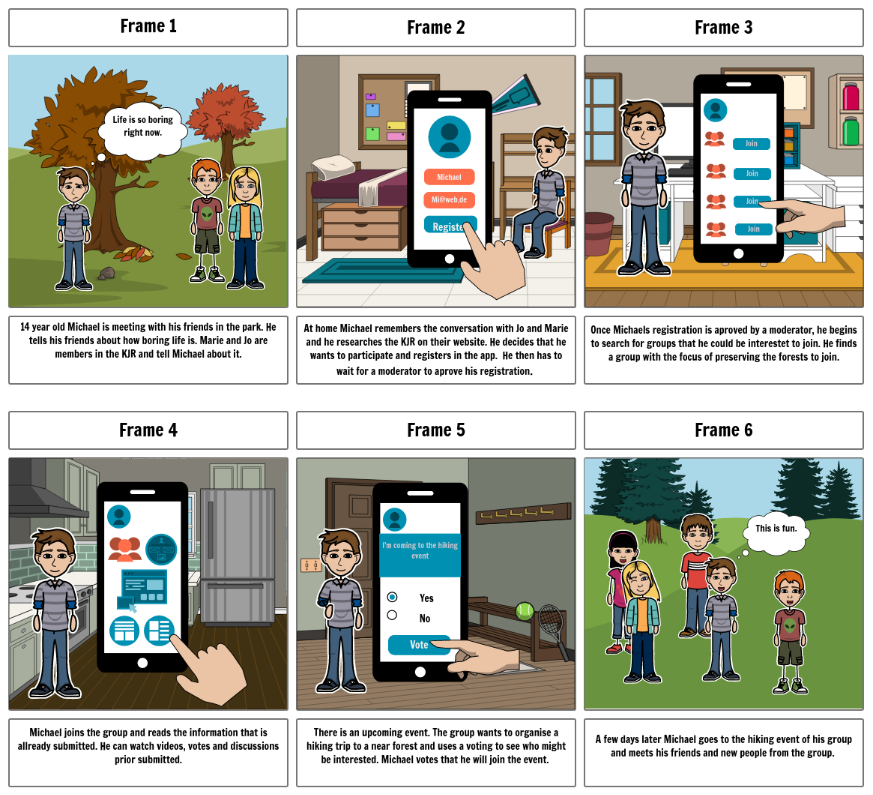 Frame 1
Frame 2
Frame 3
Life is so boring
right now.
Michael
Mi@web.de
Register
Join
Join
Join
Join
14 year old Michael is meeting with his friends in the park. He
tells his friends about how boring life is. Marie and Jo are
members in the KJR and tell Michael about it.
At home Michael remembers the conversation with Jo and Marie
and he researches the KJR on their website. He decides that he
wants to participate and registers in the app. He then has to
wait for a moderator to aprove his registration.
Once Michaels registration is aproved by a moderator, he begins
to search for groups that he could be interestet to join. He finds
a group with the focus of preserving the forests to join.
Frame 4
Frame 5
Frame 6
I'm coming to the hiking
event
Yes
No
Vote
This is fun.
Michael joins the group and reads the information that is
allready submitted. He can watch videos, votes and discussions
prior submitted.
There is an upcoming event. The group wants to organise a
hiking trip to a near forest and uses a voting to see who might
be interested. Michael votes that he will join the event.
A few days later Michael goes to the hiking event of his group
and meets his friends and new people from the group.